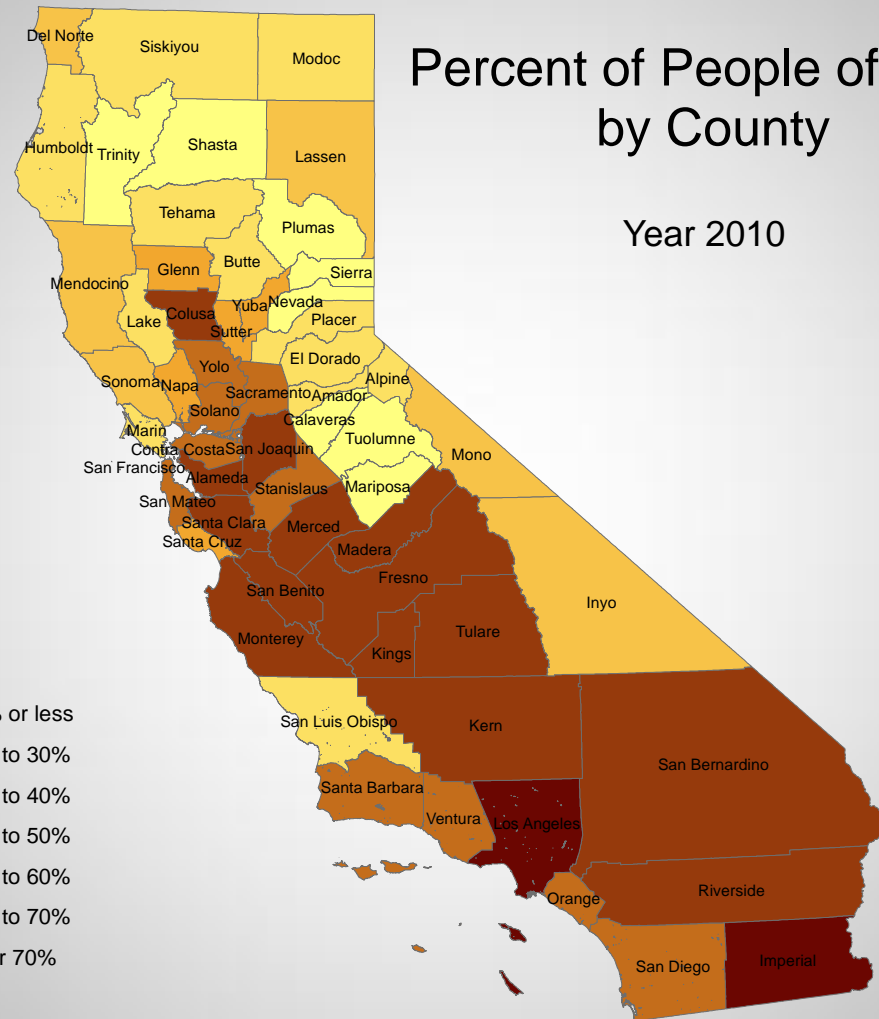 Percent of People of
by County
Year 2010
Del Norte
Siskiyou
Modoc
Humboldt
Trinity
Shasta
Lassen
Tehama
Plumas
Mendocino
Glenn
Butte
Sierra
Lake
Colusa
Yuba
Nevada
Sutter
Placer
Yolo
El Dorado
Sonoma
Napa
Sacramento
Amador
Alpine
Solano
Marin
Calaveras
Tuolumne
Contra Costa
San Joaquin
Mono
San Francisco
Alameda
Stanislaus
Mariposa
San Mateo
Santa Clara
Merced
Santa Cruz
Madera
San Benito
Fresno
Inyo
Monterey
Kings
Tulare
San Luis Obispo
Kern
San Bernardino
Santa Barbara
Ventura
Los Angeles
Orange
Riverside
San Diego
Imperial
or less
to 30%
to 40%
to 50%
to 60%
to 70%
70%